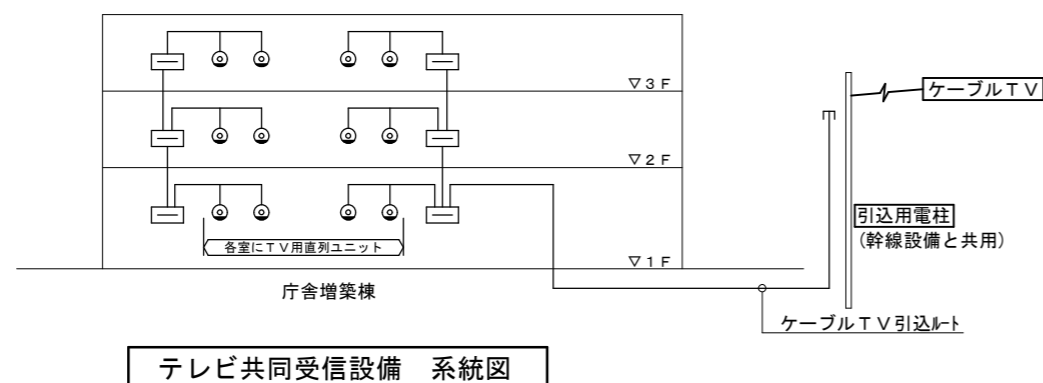 ▽3F
ケーブルTV
▽2F
引込用電柱
(幹線設備と共用)
各室にTV用直列ユニット
▽1F
庁舎増築棟
ケーブルTV引込ルート
テレビ共同受信設備 系統図